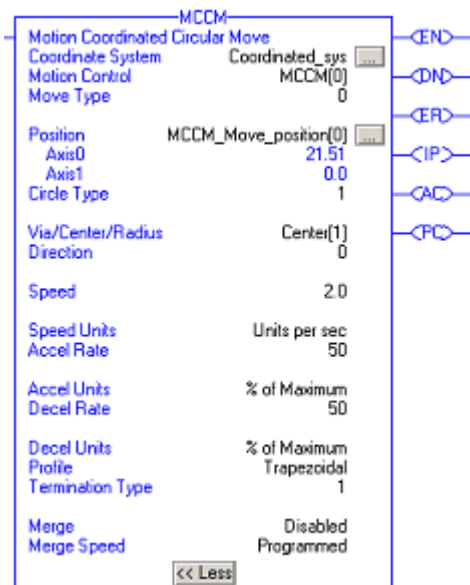 MCCM
Motion Coordinated Circular Move
Coordinate System Coordinated_sys ...
Motion Control MCCM[0]
Move Type 0
Position MCCM_Move_position[0] ...
Axis0 21.51
Axis1 0.0
Circle Type 1
Via/Center/Radius Center[1]
Direction 0
Speed 2.0
Speed Units Units per sec
Accel Rate 50
Accel Units % of Maximum
Decel Rate 50
Decel Units % of Maximum
Profile Trapezoidal
Termination Type 1
Merge Disabled
Merge Speed Programmed
<< Less
EN
DN
ER
IP
AC
PC